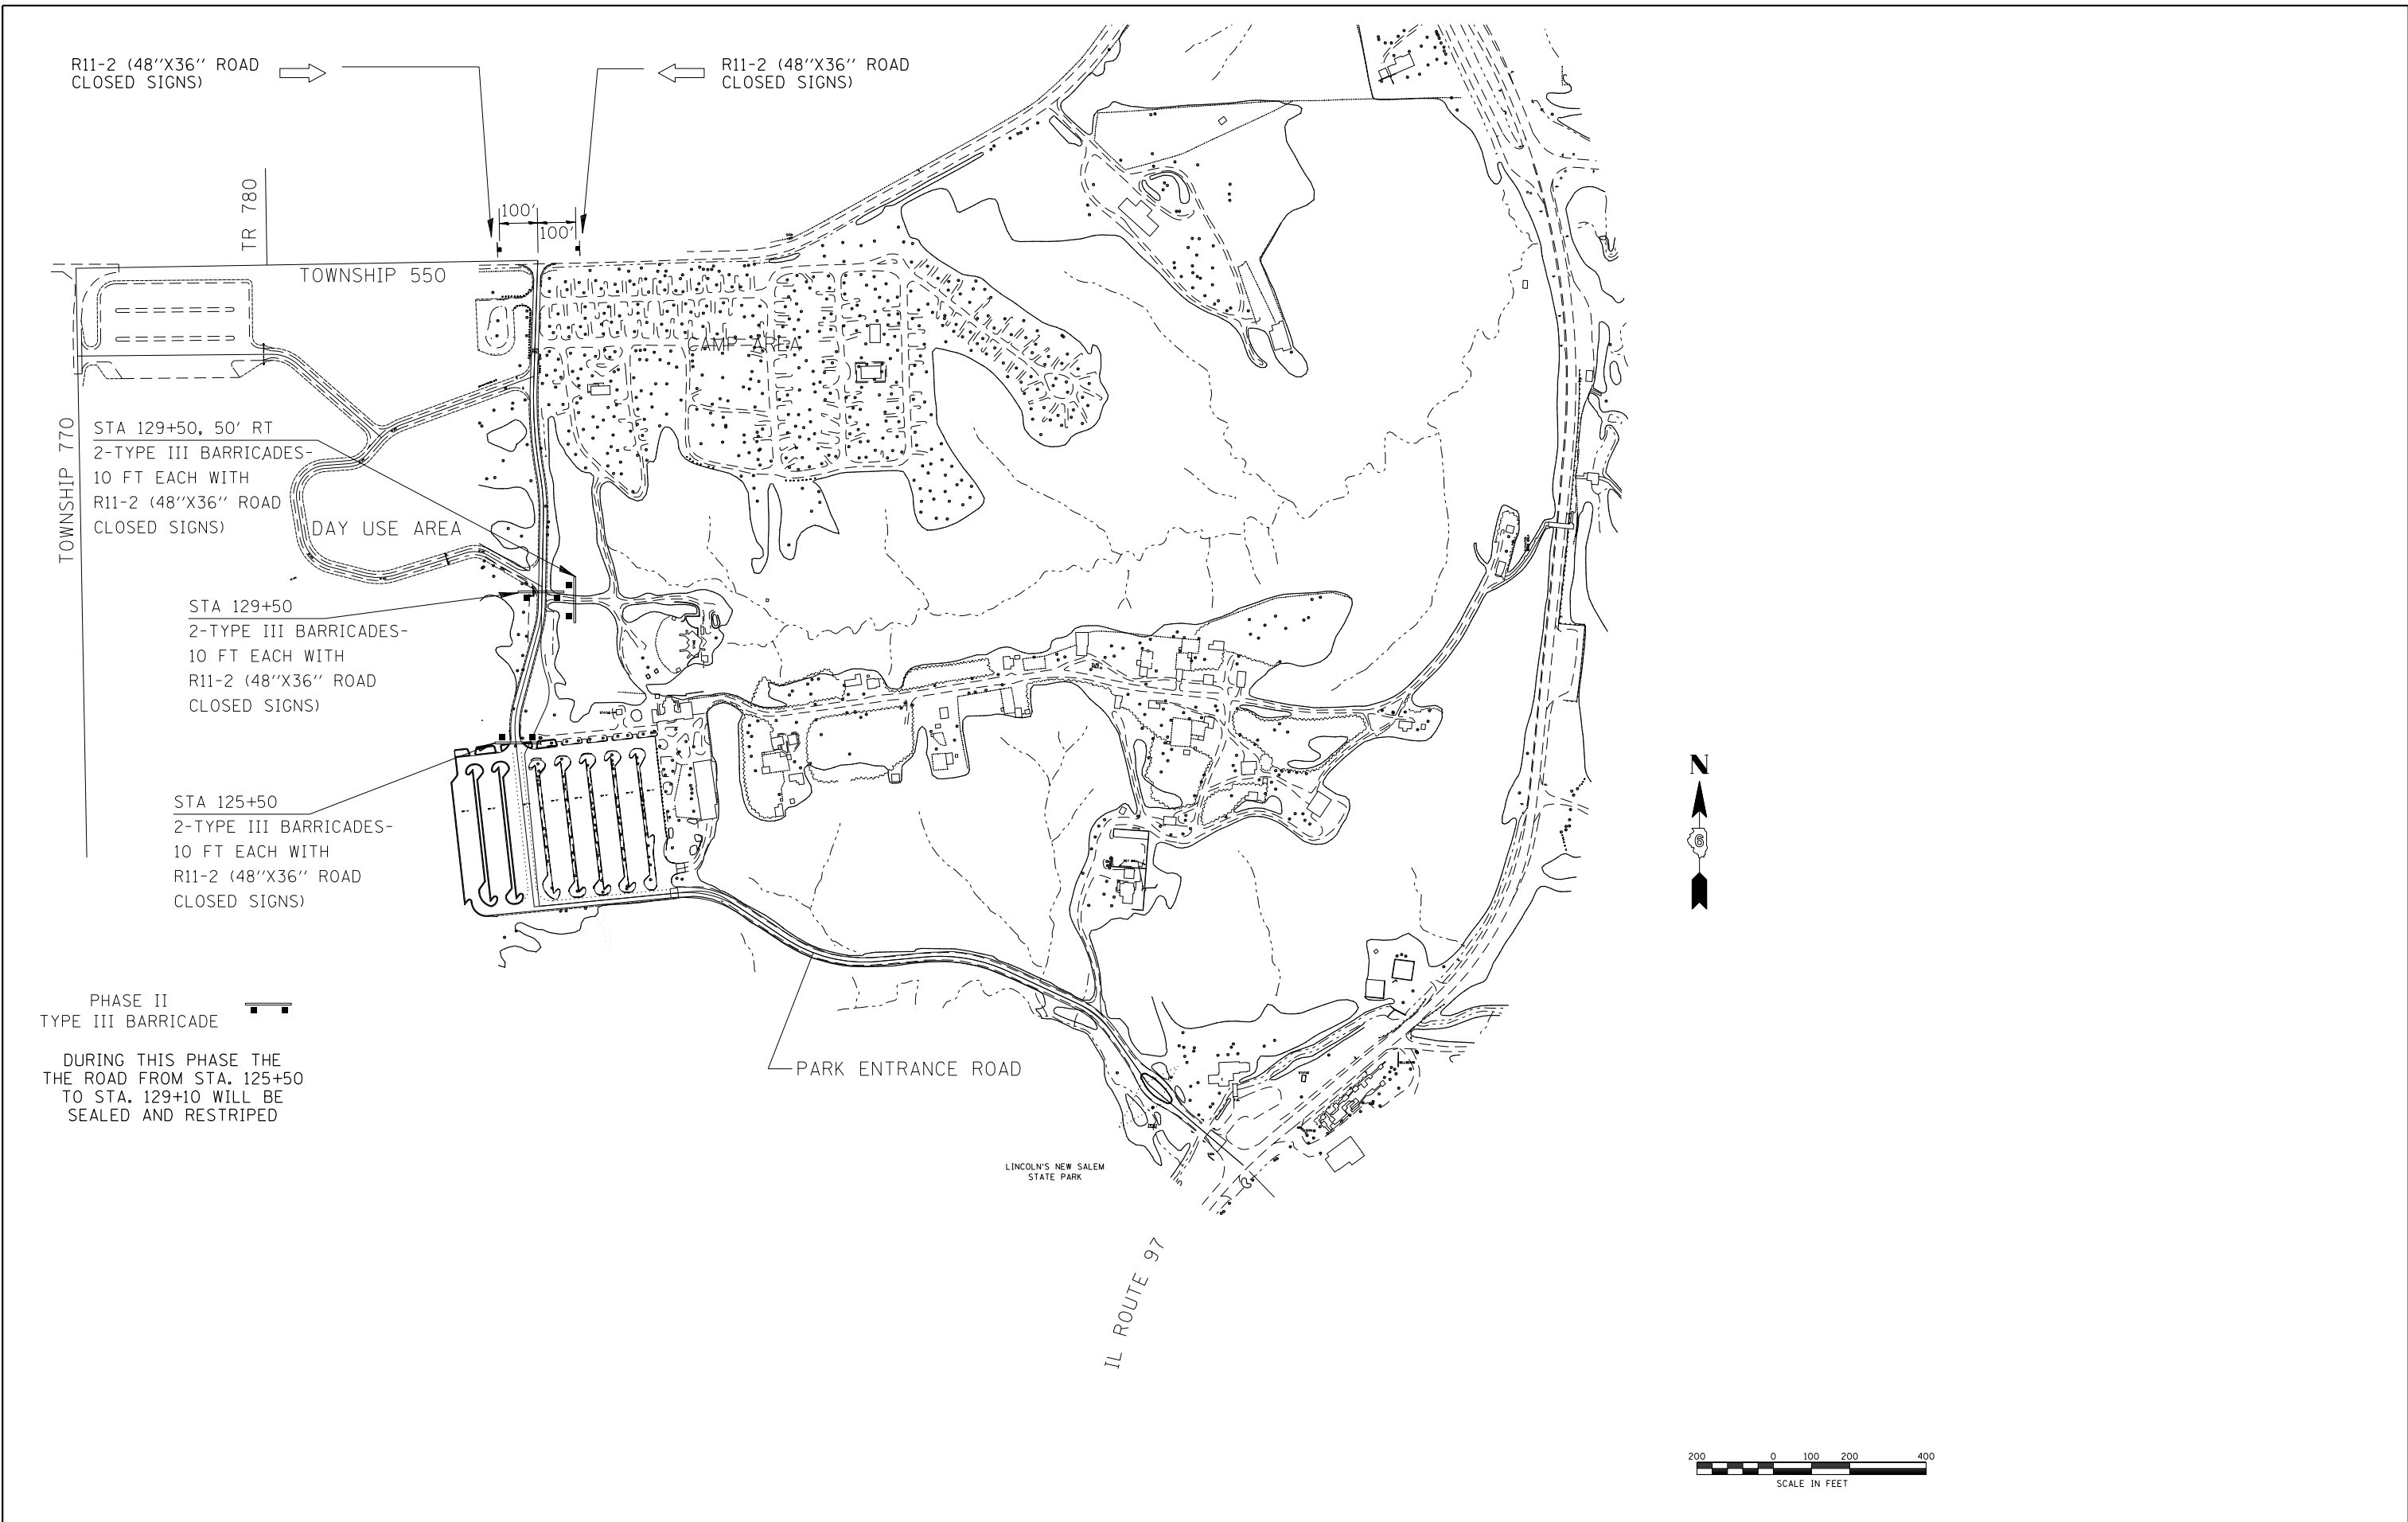 R11-2 (48"X36" ROAD
CLOSED SIGNS)
R11-2 (48"X36" ROAD
CLOSED SIGNS)
TR 780
100'
100'
TOWNSHIP 550
CAMP AREA
TOWNSHIP 770
STA 129+50, 50' RT
2-TYPE III BARRICADES-
10 FT EACH WITH
R11-2 (48"X36" ROAD
CLOSED SIGNS)
DAY USE AREA
STA 129+50
2-TYPE III BARRICADES-
10 FT EACH WITH
R11-2 (48"X36" ROAD
CLOSED SIGNS)
STA 125+50
2-TYPE III BARRICADES-
10 FT EACH WITH
R11-2 (48"X36" ROAD
CLOSED SIGNS)
N
6
PHASE II
TYPE III BARRICADE
DURING THIS PHASE THE
THE ROAD FROM STA. 125+50
TO STA. 129+10 WILL BE
SEALED AND RESTRIPED
PARK ENTRANCE ROAD
LINCOLN'S NEW SALEM
STATE PARK
IL ROUTE 97
200 0 100 200 400
SCALE IN FEET